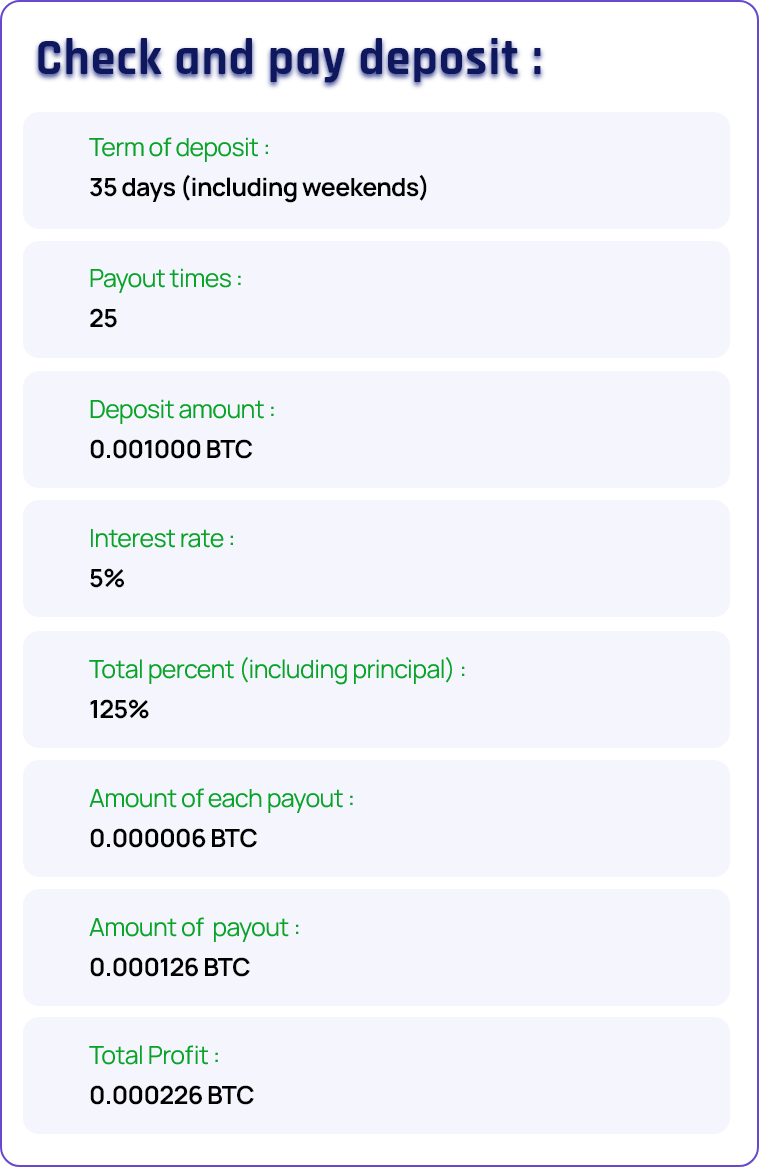 Check and pay deposit :
Term of deposit :
35 days (including weekends)
Payout times :
25
Deposit amount :
0.001000 BTC
Interest rate :
5%
Total percent (including principal) :
125%
Amount of each payout :
0.000006 BTC
Amount of  payout :
0.000126 BTC
Total Profit :
0.000226 BTC